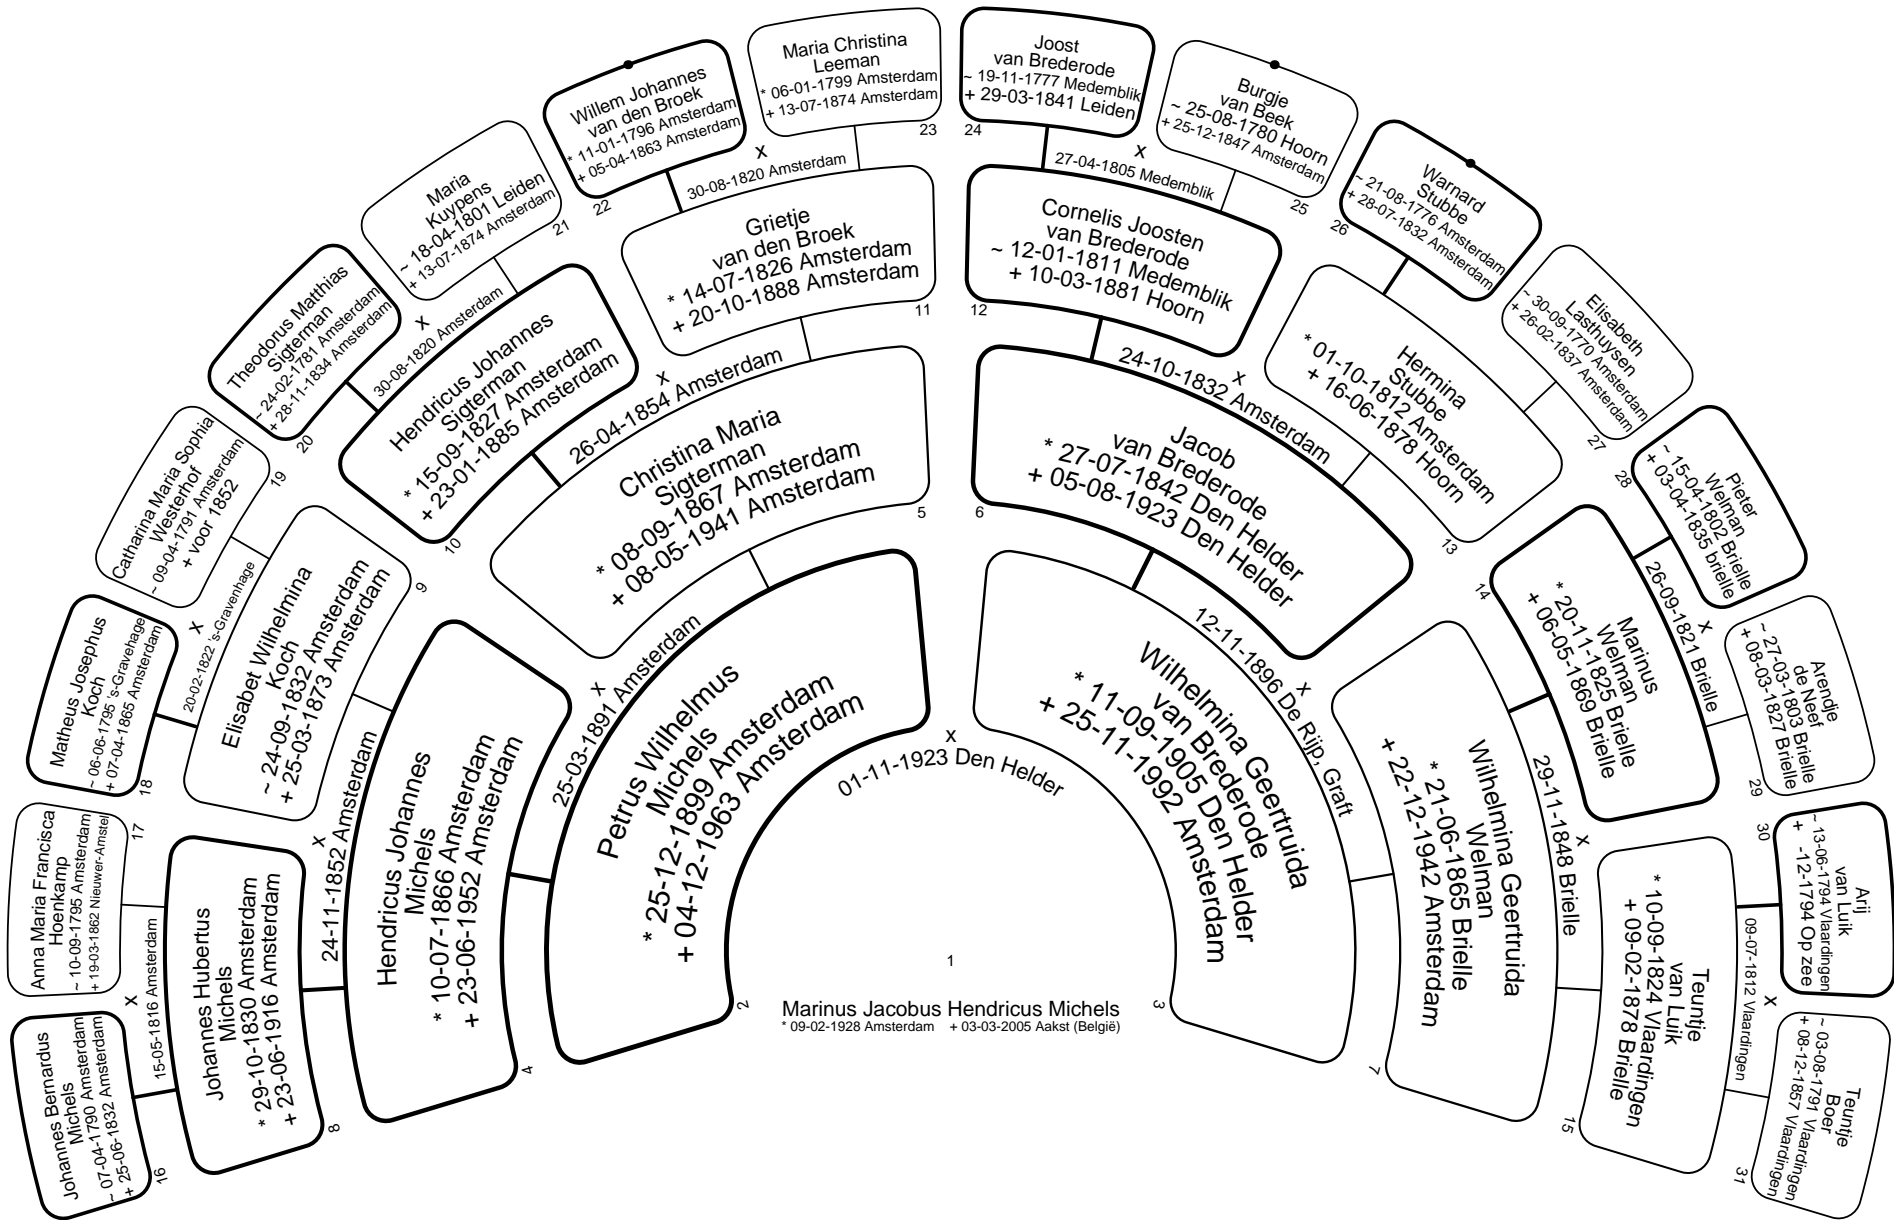 1
Marinus Jacobus Hendricus Michels
* 09-02-1928 Amsterdam + 03-03-2005 Aakst (België)
2
Petrus Wilhelmus
Michels
* 25-12-1899 Amsterdam
+ 04-12-1963 Amsterdam
x
01-11-1923 Den Helder
3
Wilhelmina Geertruida
van Brederode
* 11-09-1905 Den Helder
+ 25-11-1992 Amsterdam
4
Hendricus Johannes
Michels
* 10-07-1866 Amsterdam
+ 23-06-1952 Amsterdam
x
25-03-1891 Amsterdam
5
Christina Maria
Sigterman
* 08-09-1867 Amsterdam
+ 08-05-1941 Amsterdam
6
Jacob
van Brederode
* 27-07-1842 Den Helder
+ 05-08-1923 Den Helder
x
12-11-1896 De Rijp, Graft
7
Wilhelmina Geertruida
Welman
* 21-06-1865 Brielle
+ 22-12-1942 Amsterdam
8
Johannes Hubertus
Michels
* 29-10-1830 Amsterdam
+ 23-06-1916 Amsterdam
x
24-11-1852 Amsterdam
9
Elisabet Wilhelmina
Koch
~ 24-09-1832 Amsterdam
+ 25-03-1873 Amsterdam
10
Hendricus Johannes
Sigterman
* 15-09-1827 Amsterdam
+ 23-01-1885 Amsterdam
x
26-04-1854 Amsterdam
11
Grietje
van den Broek
* 14-07-1826 Amsterdam
+ 20-10-1888 Amsterdam
12
Cornelis Joosten
van Brederode
~ 12-01-1811 Medemblik
+ 10-03-1881 Hoorn
x
24-10-1832 Amsterdam
13
Hermina
Stubbe
* 01-10-1812 Amsterdam
+ 16-06-1878 Hoorn
14
Marinus
Welman
* 20-11-1825 Brielle
+ 06-05-1869 Brielle
x
29-11-1848 Brielle
15
Teuntje
van Luik
* 10-09-1824 Vlaardingen
+ 09-02-1878 Brielle
16
Johannes Bernardus
Michels
~ 07-04-1790 Amsterdam
+ 25-06-1832 Amsterdam
x
15-05-1816 Amsterdam
17
Anna Maria Francisca
Hoenkamp
~ 10-09-1795 Amsterdam
+ 19-03-1862 Nieuwer-Amstel
18
Matheus Josephus
Koch
~ 06-06-1795 's-Gravenhage
+ 07-04-1865 Amsterdam
x
20-02-1822 's-Gravenhage
19
Catharina Maria Sophia
Westerhof
~ 09-04-1791 Amsterdam
+ voor 1852
20
Theodorus Matthias
Sigterman
~ 24-02-1781 Amsterdam
+ 28-11-1834 Amsterdam
x
30-08-1820 Amsterdam
21
Maria
Kuypens
~ 18-04-1801 Leiden
+ 13-07-1874 Amsterdam
22
Willem Johannes
van den Broek
* 11-01-1796 Amsterdam
+ 05-04-1863 Amsterdam
x
30-08-1820 Amsterdam
23
Maria Christina
Leeman
* 06-01-1799 Amsterdam
+ 13-07-1874 Amsterdam
24
Joost
van Brederode
~ 19-11-1777 Medemblik
+ 29-03-1841 Leiden
x
27-04-1805 Medemblik
25
Burgje
van Beek
~ 25-08-1780 Hoorn
+ 25-12-1847 Amsterdam
26
Warnard
Stubbe
~ 21-08-1776 Amsterdam
+ 28-07-1832 Amsterdam
27
Elisabeth
Lasthuysen
~ 30-09-1770 Amsterdam
+ 26-02-1837 Amsterdam
28
Pieter
Welman
~ 15-04-1802 Brielle
+ 03-04-1835 brielle
x
26-09-1821 Brielle
29
Arendje
de Neef
~ 27-03-1803 Brielle
+ 08-03-1827 Brielle
30
Arij
van Luik
~ 13-06-1794 Vlaardingen
+ -12-1794 Op zee
x
09-07-1812 Vlaardingen
31
Teuntje
Boer
~ 03-08-1791 Vlaardingen
+ 08-12-1857 Vlaardingen